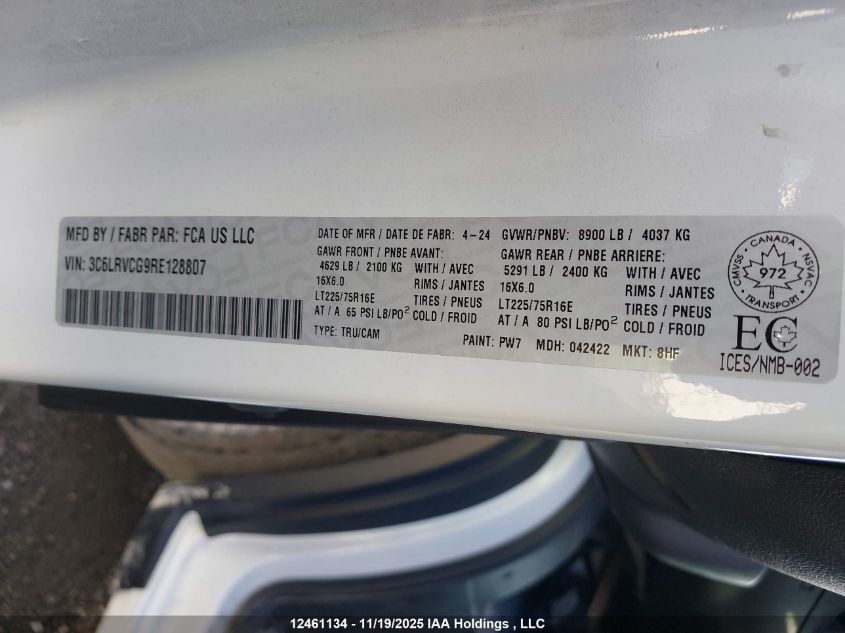 MFD BY / FABR PAR: FCA US LLC
VIN: 3C6LRVCG9RE128807
DATE OF MFR / DATE DE FABR: 4-24 GVWR/PNBV: 8900 LB / 4037 KG
GAWR FRONT / PNBE AVANT: GAWR REAR / PNBE ARRIERE:
4629 LB / 2100 KG WITH / AVEC 5291 LB / 2400 KG WITH / AVEC
16X6.0 RIMS / JANTES 16X6.0 RIMS / JANTES
LT225/75R16E TIRES / PNEUS LT225/75R16E TIRES / PNEUS
AT / A 65 PSI LB/PO² COLD / FROID AT / A 80 PSI LB/PO² COLD / FROID
TYPE: TRU/CAM PAINT: PW7 MDH: 042422 MKT: 8HF
CANADA
CMVSS 972 NSVAC
TRANSPORT
EC
ICES/NMB-002
12461134 - 11/19/2025 IAA Holdings , LLC